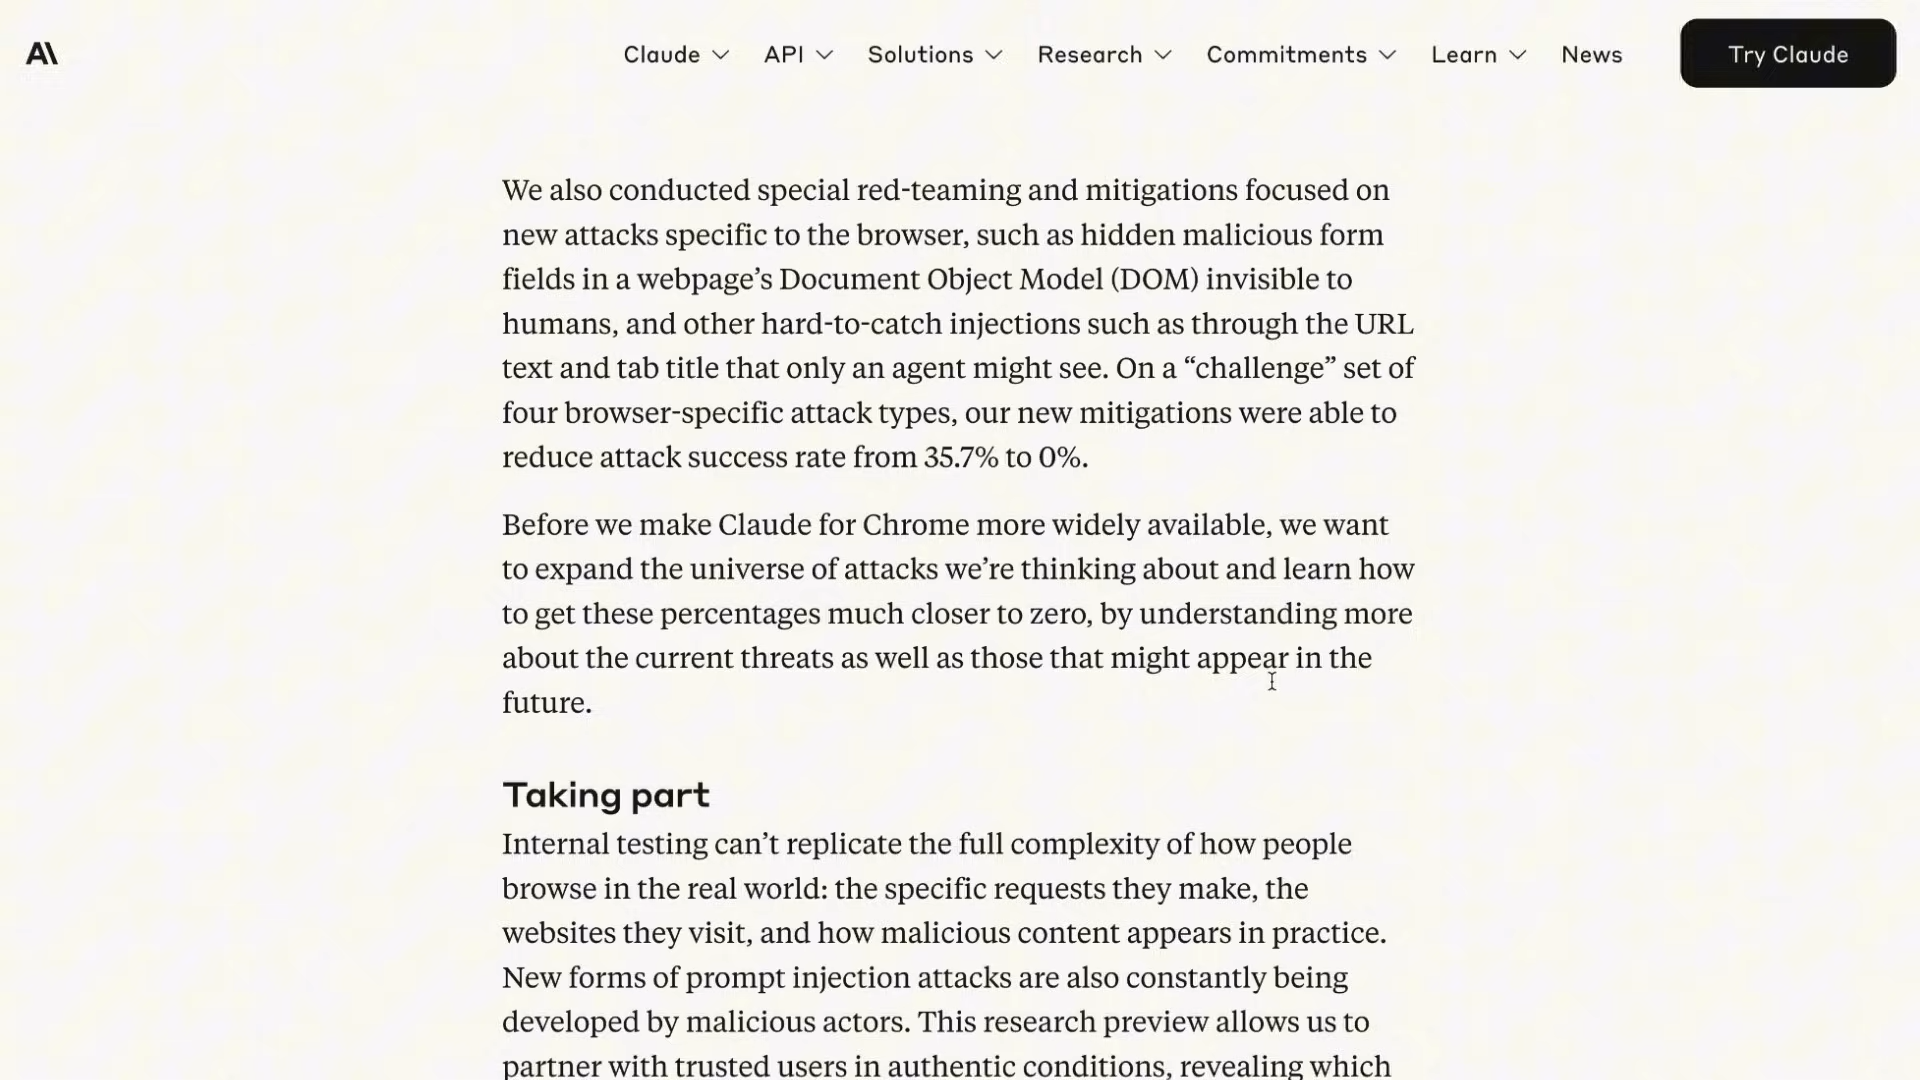 A\
Claude API Solutions Research Commitments Learn News Try Claude
We also conducted special red-teaming and mitigations focused on
new attacks specific to the browser, such as hidden malicious form
fields in a webpage’s Document Object Model (DOM) invisible to
humans, and other hard-to-catch injections such as through the URL
text and tab title that only an agent might see. On a “challenge” set of
four browser-specific attack types, our new mitigations were able to
reduce attack success rate from 35.7% to 0%.
Before we make Claude for Chrome more widely available, we want
to expand the universe of attacks we’re thinking about and learn how
to get these percentages much closer to zero, by understanding more
about the current threats as well as those that might appear in the
future.
Taking part
Internal testing can’t replicate the full complexity of how people
browse in the real world: the specific requests they make, the
websites they visit, and how malicious content appears in practice.
New forms of prompt injection attacks are also constantly being
developed by malicious actors. This research preview allows us to
partner with trusted users in authentic conditions, revealing which